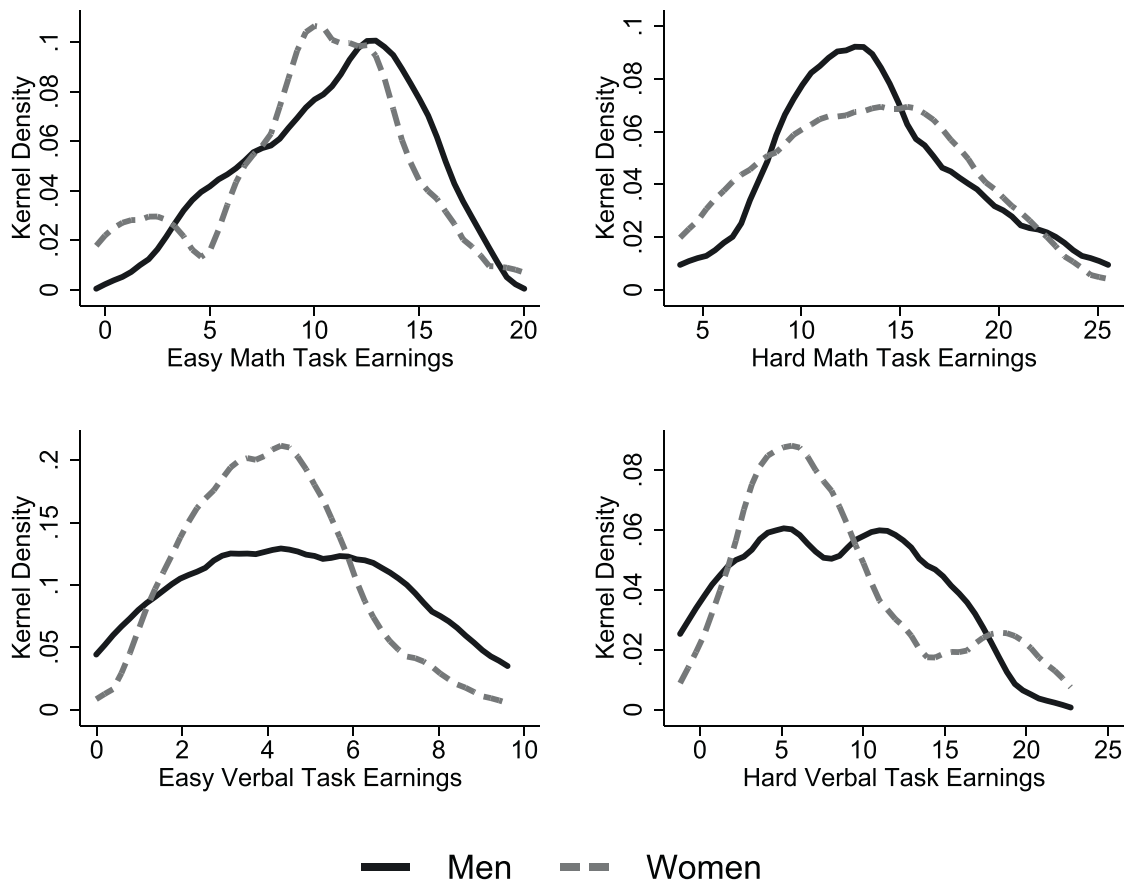 Kernel Density
0 .02 .04 .06 .08 .1
0 5 10 15 20
Easy Math Task Earnings
Kernel Density
0 .02 .04 .06 .08 .1
5 10 15 20 25
Hard Math Task Earnings
Kernel Density
0 .05 .1 .15 .2
0 2 4 6 8 10
Easy Verbal Task Earnings
Kernel Density
0 .02 .04 .06 .08
0 5 10 15 20 25
Hard Verbal Task Earnings
Men Women